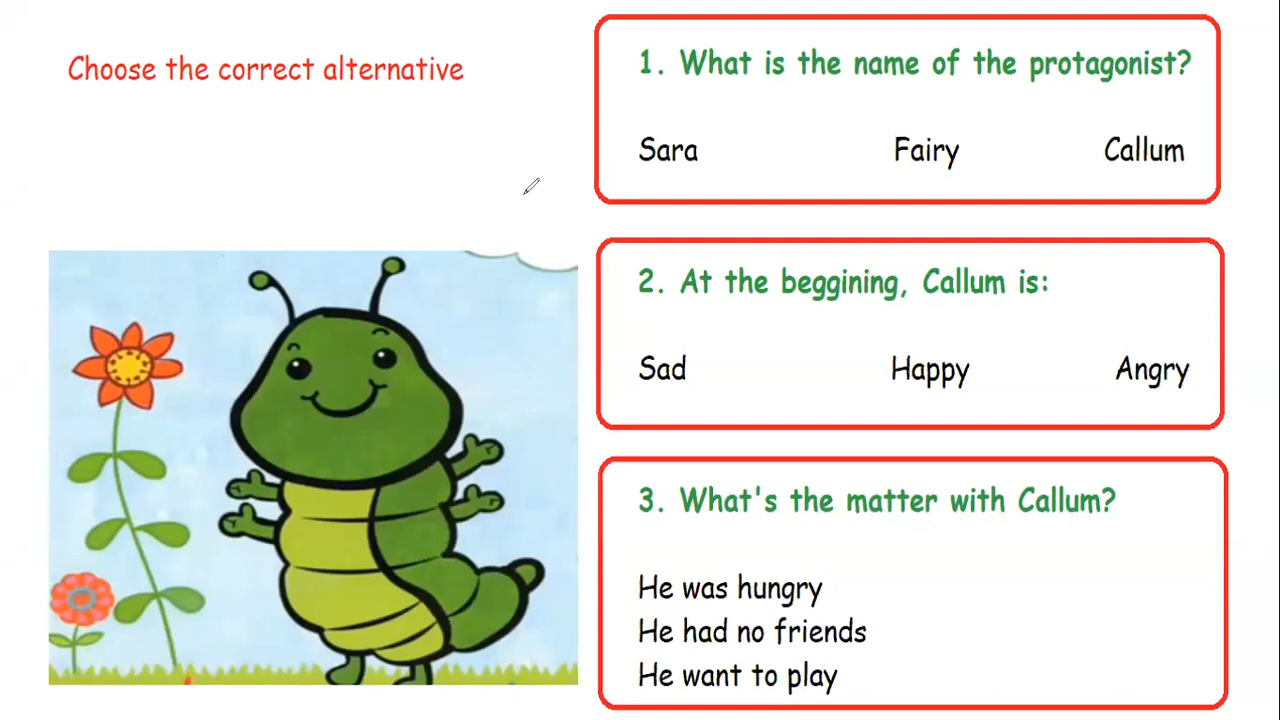 Choose the correct alternative
1. What is the name of the protagonist?
Sara Fairy Callum
2. At the beggining, Callum is:
Sad Happy Angry
3. What's the matter with Callum?
He was hungry
He had no friends
He want to play